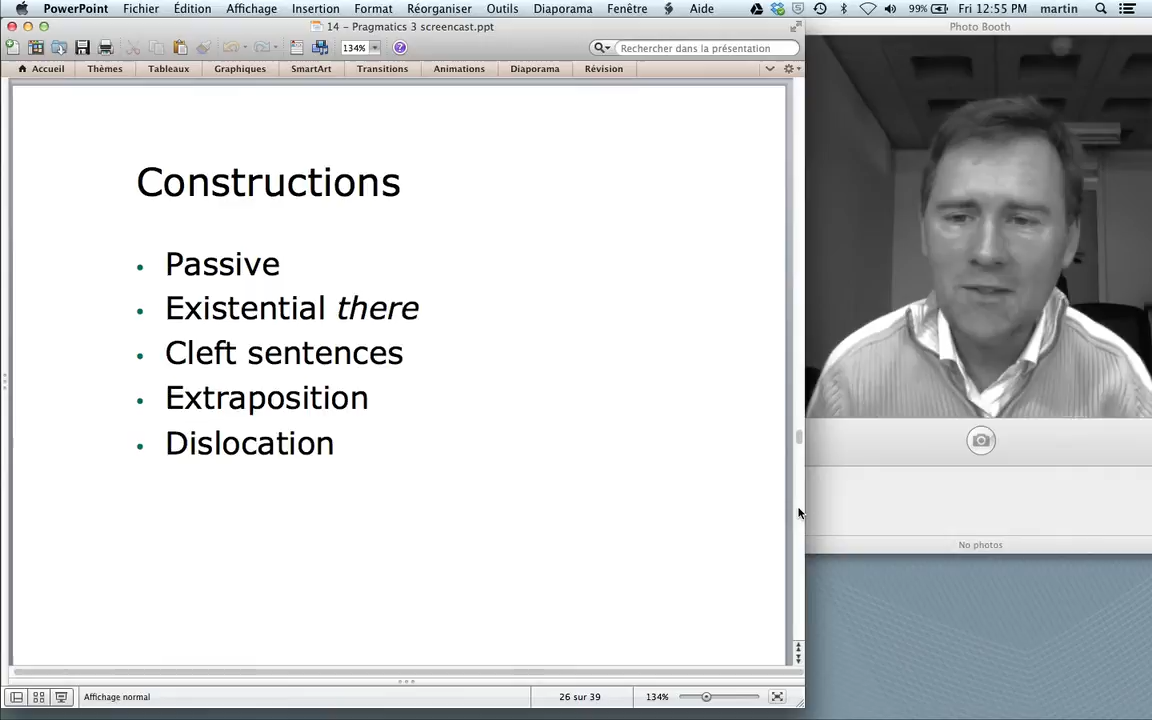 PowerPoint Fichier Édition Affichage Insertion Format Réorganiser Outils Diaporama Fenêtre Aide 99% Fri 12:55 PM martin
14 – Pragmatics 3 screencast.ppt
Photo Booth
134% Rechercher dans la présentation
Accueil Thèmes Tableaux Graphiques SmartArt Transitions Animations Diaporama Révision
Constructions
• Passive
• Existential there
• Cleft sentences
• Extraposition
• Dislocation
No photos
Affichage normal 26 sur 39 134%